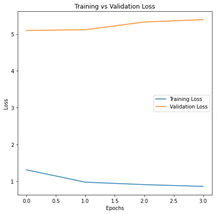 Training vs Validation Loss
5
4
3
2
1
Loss
Training Loss
Validation Loss
0.0 0.5 1.0 1.5 2.0 2.5 3.0
Epochs